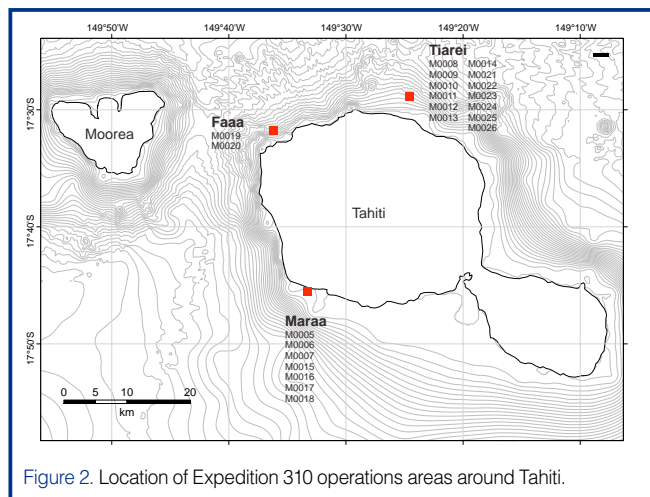 149°50'W
149°40'W
149°30'W
149°20'W
149°10'W
17°30'S
17°40'S
17°50'S
Tiarei
M0008 M0014
M0009 M0021
M0010 M0022
M0011 M0023
M0012 M0024
M0013 M0025
M0026
Moorea
Faaa
M0019
M0020
Tahiti
Maraa
M0005
M0006
M0007
M0015
M0016
M0017
M0018
0 5 10 20
km
Figure 2. Location of Expedition 310 operations areas around Tahiti.